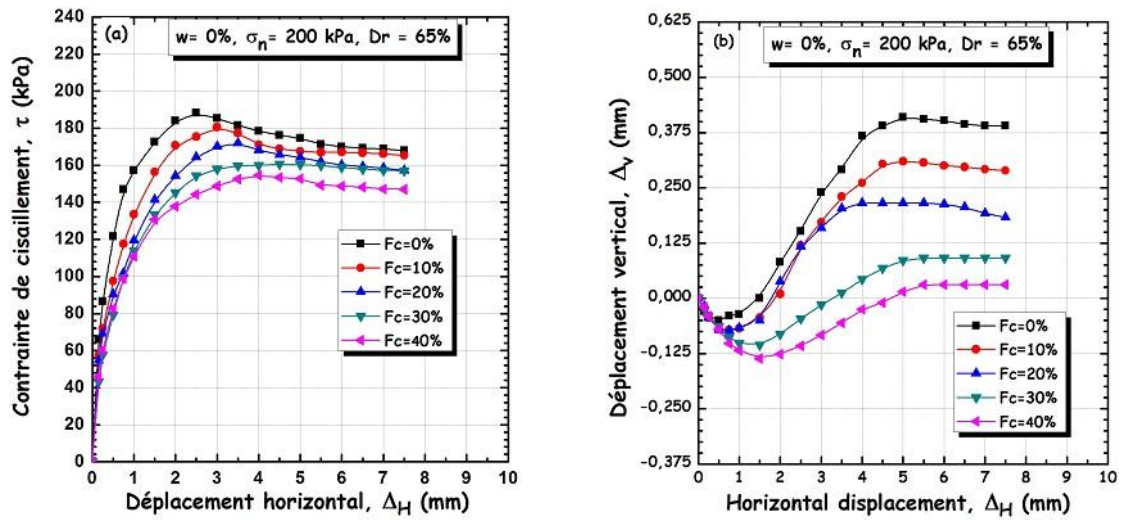 (a)
w= 0%, σn= 200 kPa, Dr = 65%
Contrainte de cisaillement, τ (kPa)
240
220
200
180
160
140
120
100
80
60
40
20
0
Fc=0%
Fc=10%
Fc=20%
Fc=30%
Fc=40%
0 1 2 3 4 5 6 7 8 9 10
Déplacement horizontal, ΔH (mm)
(b)
w= 0%, σn= 200 kPa, Dr = 65%
Déplacement vertical, Δv (mm)
0,625
0,500
0,375
0,250
0,125
0,000
-0,125
-0,250
-0,375
Fc=0%
Fc=10%
Fc=20%
Fc=30%
Fc=40%
0 1 2 3 4 5 6 7 8 9 10
Horizontal displacement, ΔH (mm)